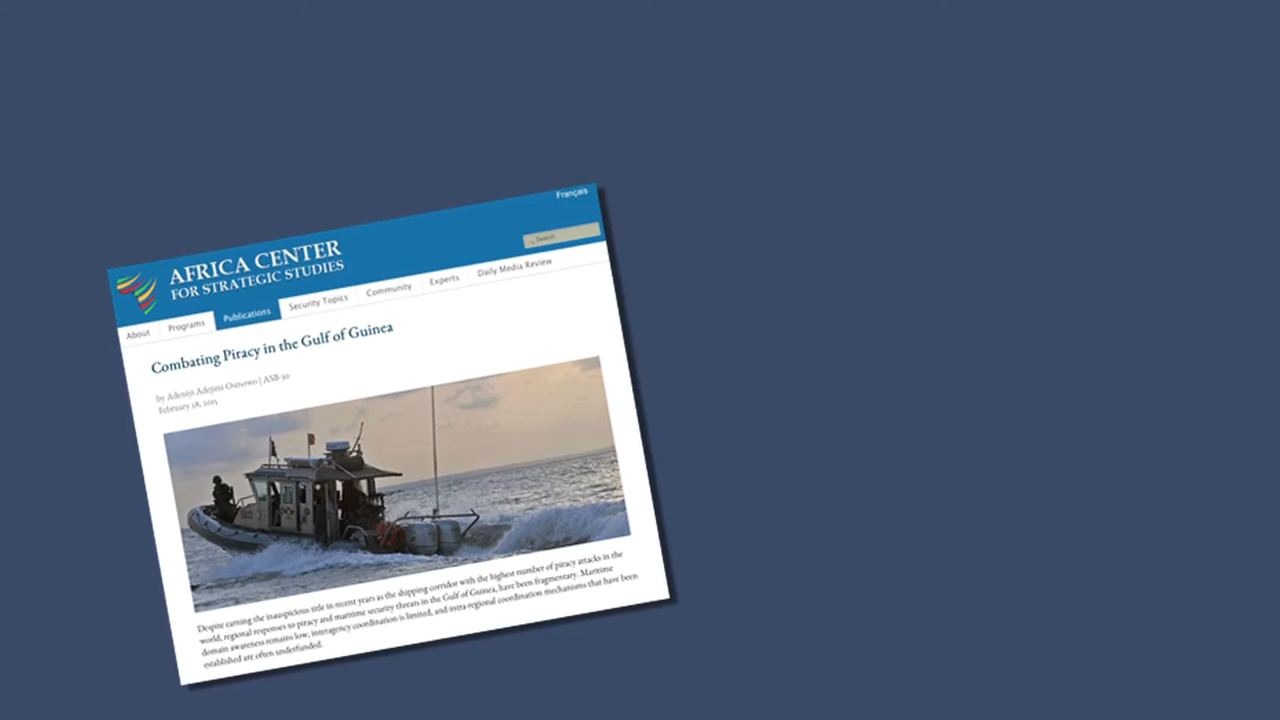 Français
Search
AFRICA CENTER
FOR STRATEGIC STUDIES
About Programs Publications Security Topics Community Experts Daily Media Review
Combating Piracy in the Gulf of Guinea
by Adeniyi Adejimi Osinowo | ASB-30
February 28, 2015
Despite earning the inauspicious title in recent years as the shipping corridor with the highest number of piracy attacks in the
world, regional responses to piracy and maritime security threats in the Gulf of Guinea, have been fragmentary. Maritime
domain awareness remains low, interagency coordination is limited, and intra-regional coordination mechanisms that have been
established are often underfunded.